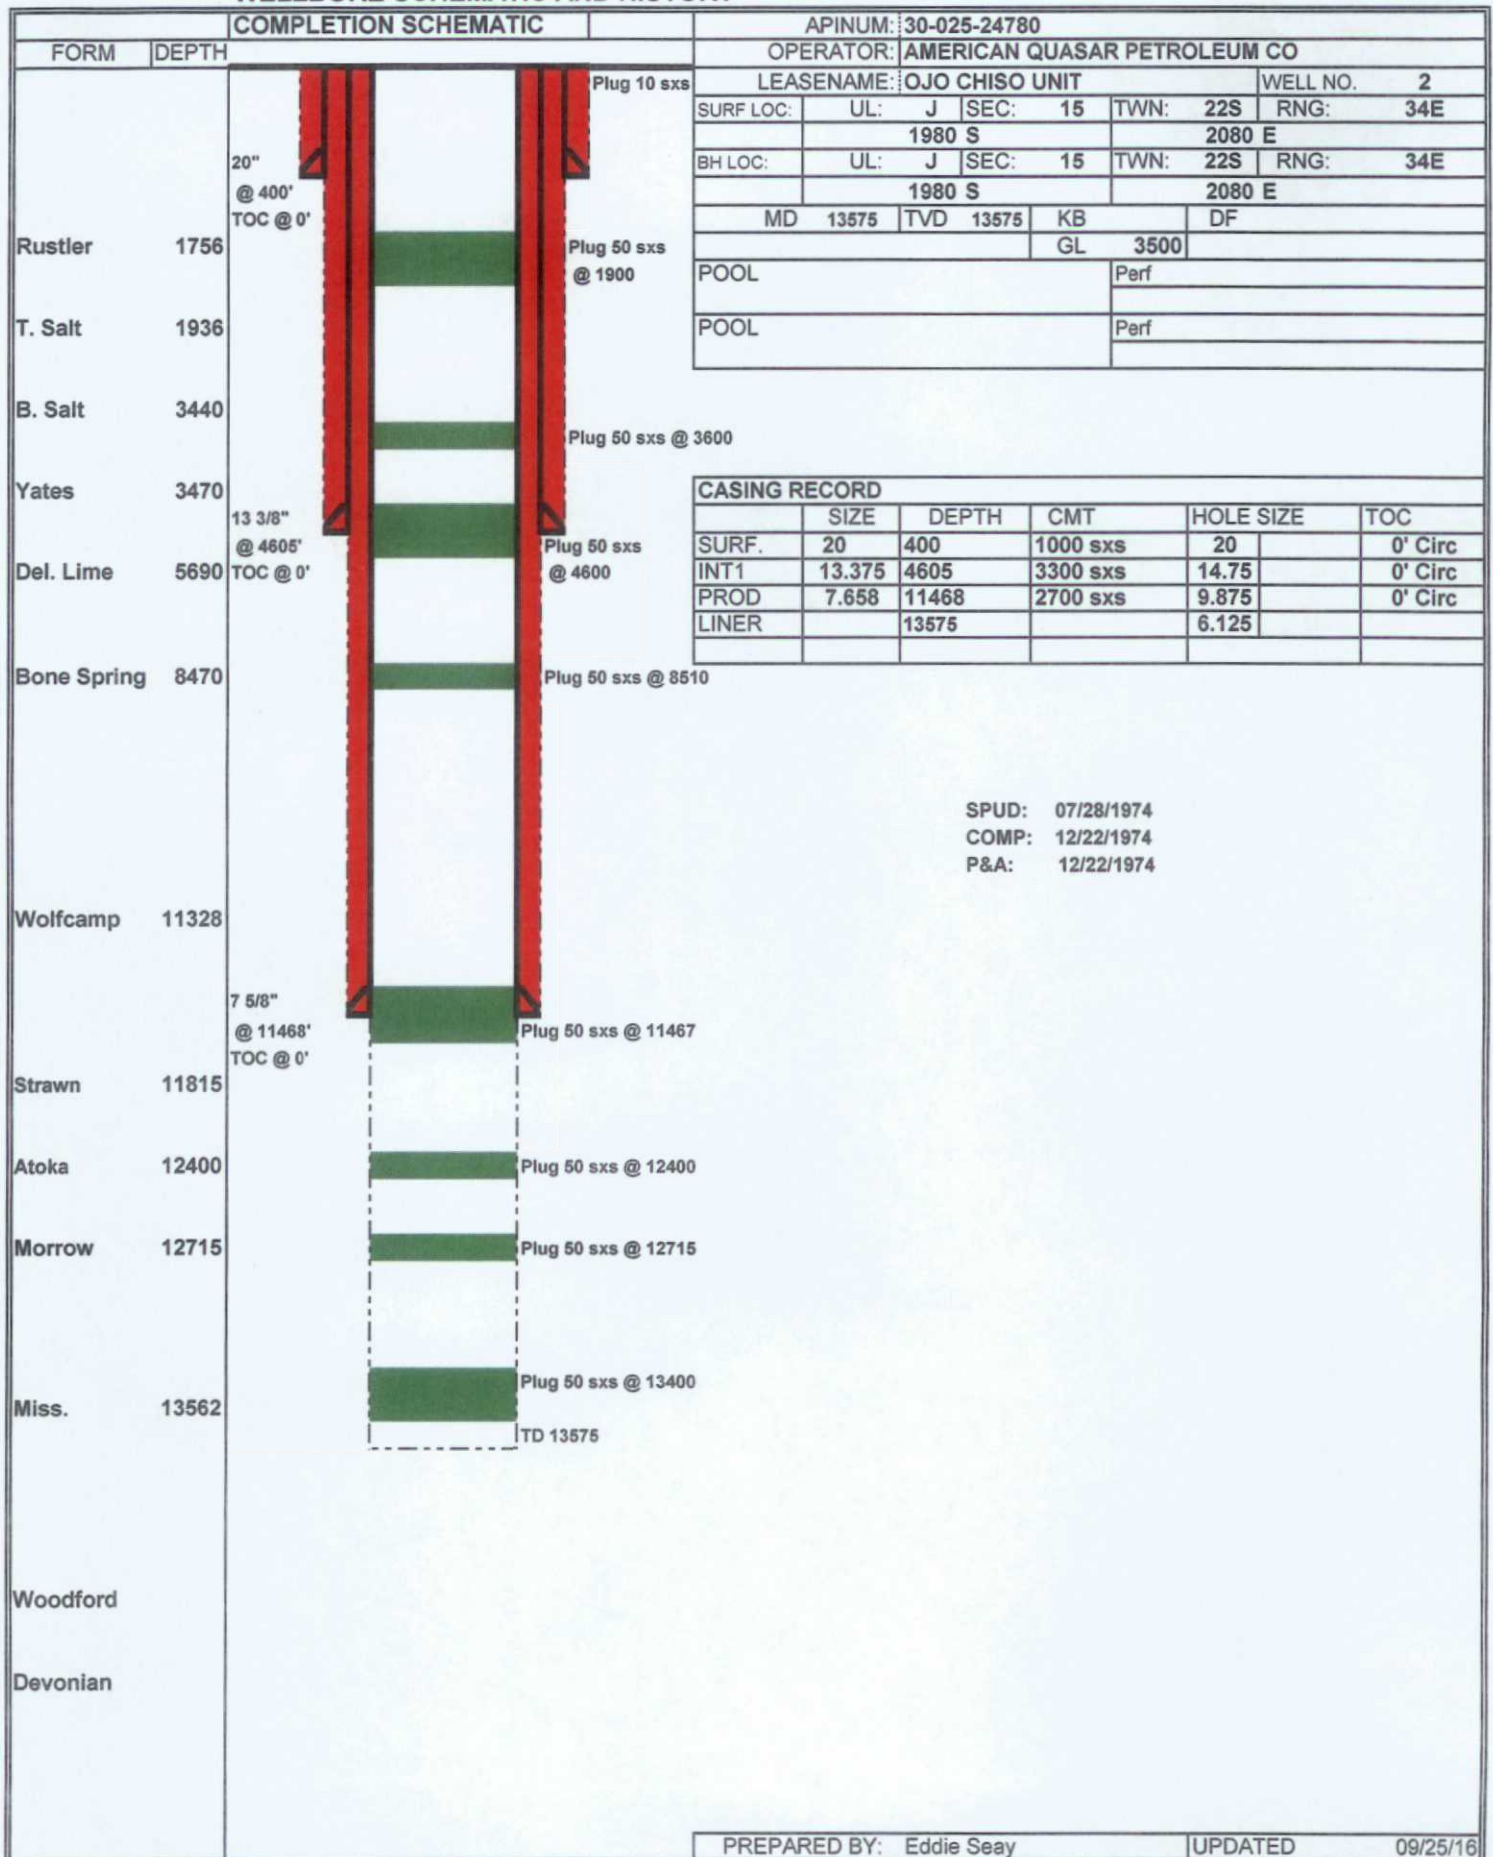 COMPLETION SCHEMATIC
FORM DEPTH
Plug 10 sxs
20"
@ 400'
TOC @ 0'
Rustler 1756
Plug 50 sxs
@ 1900
T. Salt 1936
B. Salt 3440
Plug 50 sxs @ 3600
Yates 3470
13 3/8"
@ 4605'
TOC @ 0'
Plug 50 sxs
@ 4600
Del. Lime 5690
Bone Spring 8470
Plug 50 sxs @ 8510
Wolfcamp 11328
7 5/8"
@ 11468'
TOC @ 0'
Plug 50 sxs @ 11467
Strawn 11815
Atoka 12400
Plug 50 sxs @ 12400
Morrow 12715
Plug 50 sxs @ 12715
Plug 50 sxs @ 13400
Miss. 13562
TD 13575
Woodford
Devonian
APINUM: 30-025-24780
OPERATOR: AMERICAN QUASAR PETROLEUM CO
LEASENAME: OJO CHISO UNIT WELL NO. 2
SURF LOC: UL: J SEC: 15 TWN: 22S RNG: 34E
1980 S 2080 E
BH LOC: UL: J SEC: 15 TWN: 22S RNG: 34E
1980 S 2080 E
MD 13575 TVD 13575 KB DF
GL 3500
POOL Perf
POOL Perf
CASING RECORD
SIZE DEPTH CMT HOLE SIZE TOC
SURF. 20 400 1000 sxs 20 0' Circ
INT1 13.375 4605 3300 sxs 14.75 0' Circ
PROD 7.658 11468 2700 sxs 9.875 0' Circ
LINER 13575 6.125
SPUD: 07/28/1974
COMP: 12/22/1974
P&A: 12/22/1974
PREPARED BY: Eddie Seay UPDATED 09/25/16